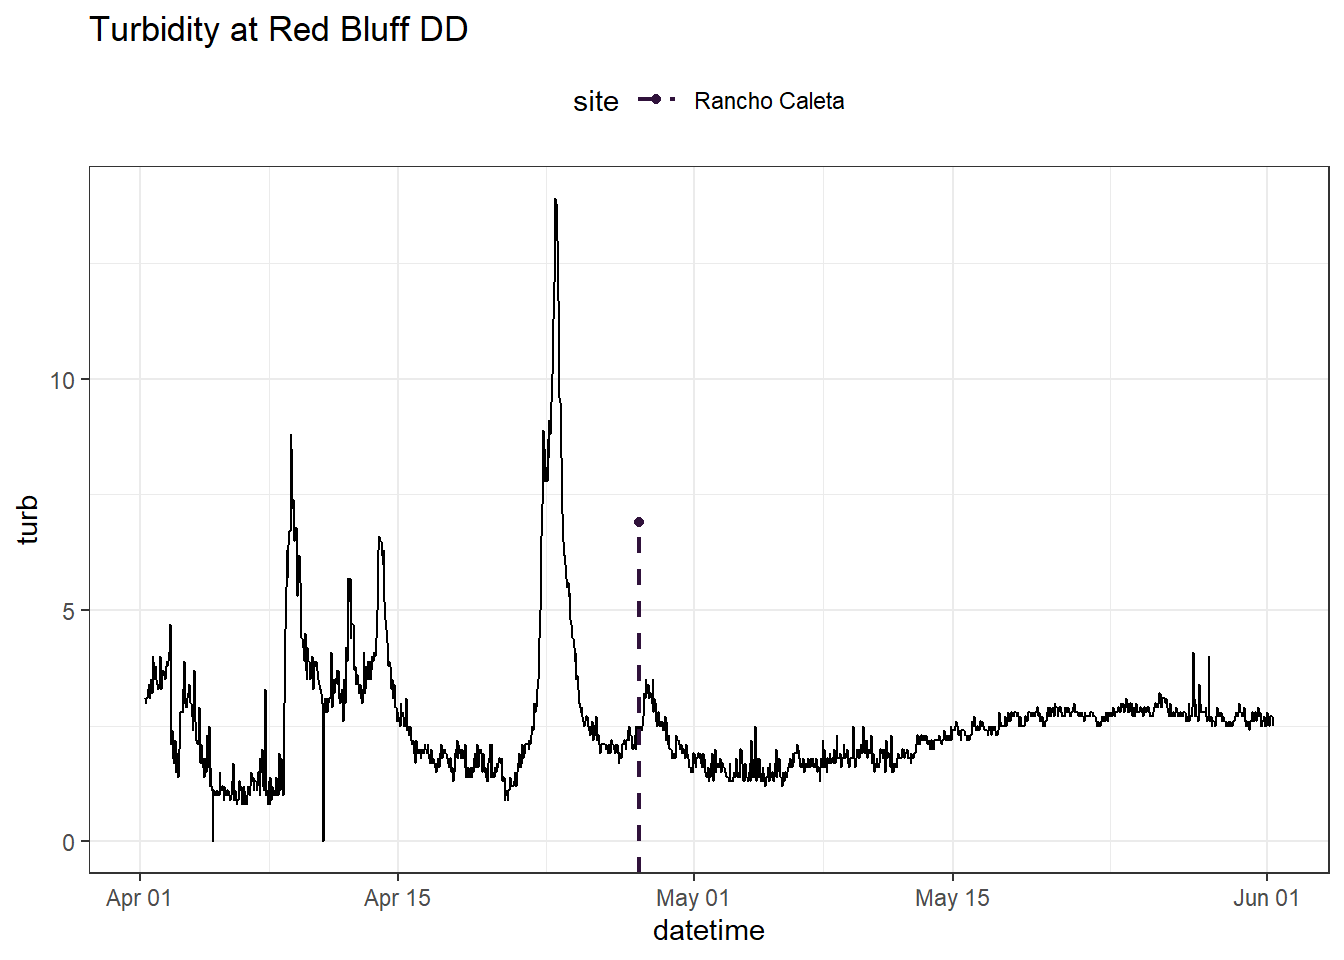 Turbidity at Red Bluff DD
site Rancho Caleta
10
5
0
turb
Apr 01 Apr 15 May 01 May 15 Jun 01
datetime